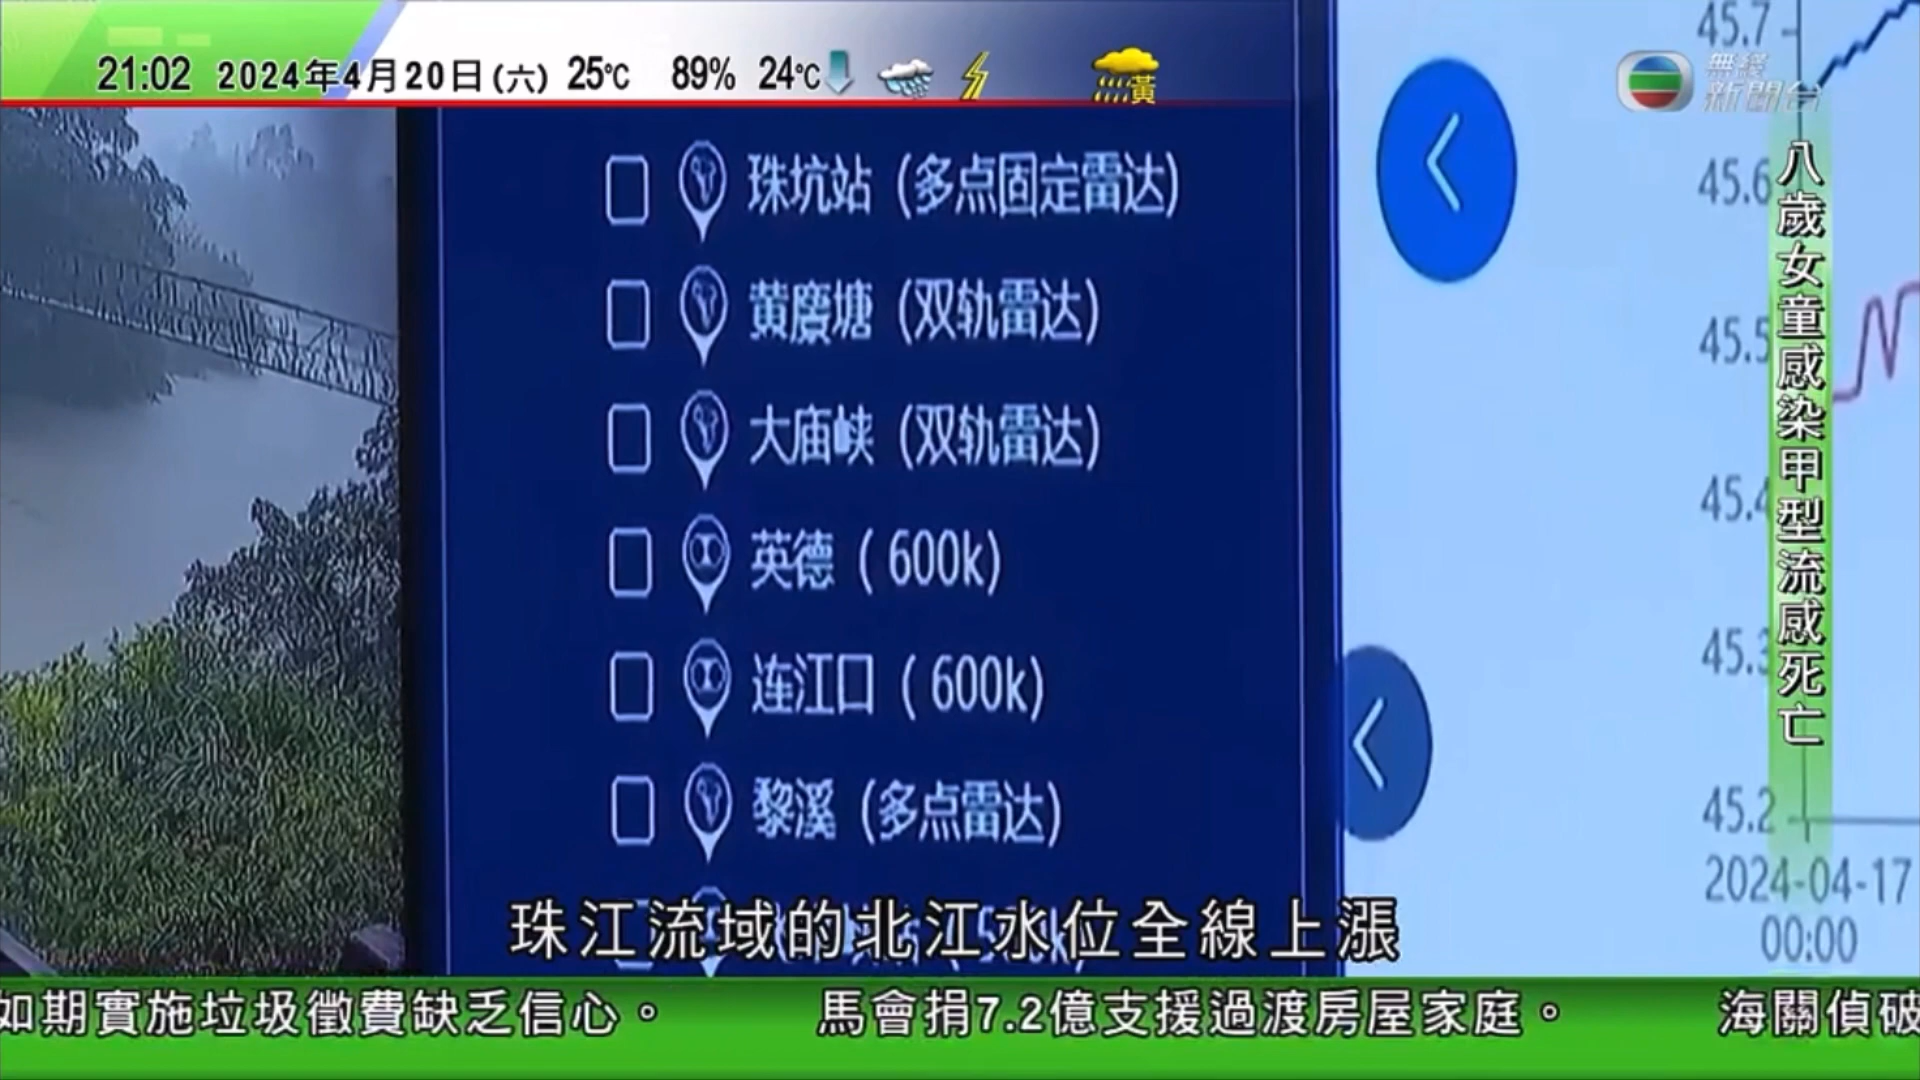 21:02 2024年4月20日(六) 25℃ 89% 24℃
黃
無綫
新聞台
珠坑站 (多点固定雷达)
黄廣塘 (双轨雷达)
大庙峡 (双轨雷达)
英德 ( 600k)
连江口 ( 600k)
黎溪 (多点雷达)
45.7
45.6
45.5
45.4
45.3
45.2
2024-04-17
00:00
八歲女童感染甲型流感死亡
珠江流域的北江水位全線上漲
如期實施垃圾徵費缺乏信心。 馬會捐7.2億支援過渡房屋家庭。 海關偵破